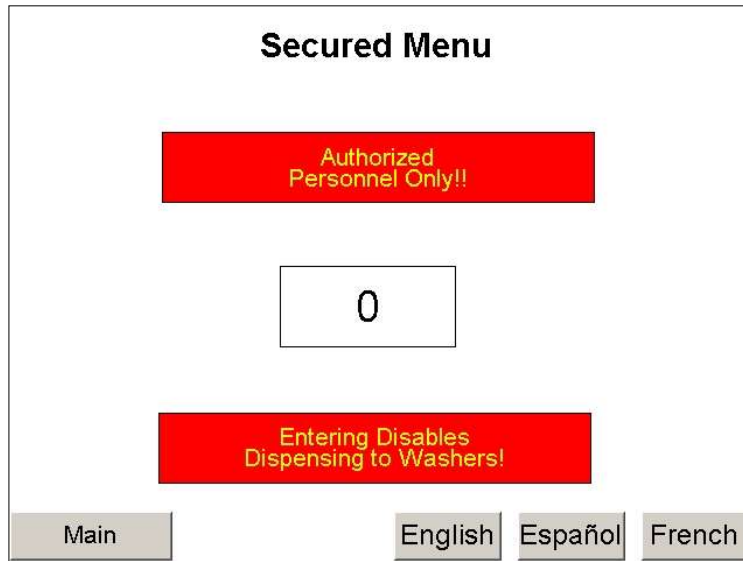 Secured Menu
Authorized
Personnel Only!!
0
Entering Disables
Dispensing to Washers!
Main
English
Español
French